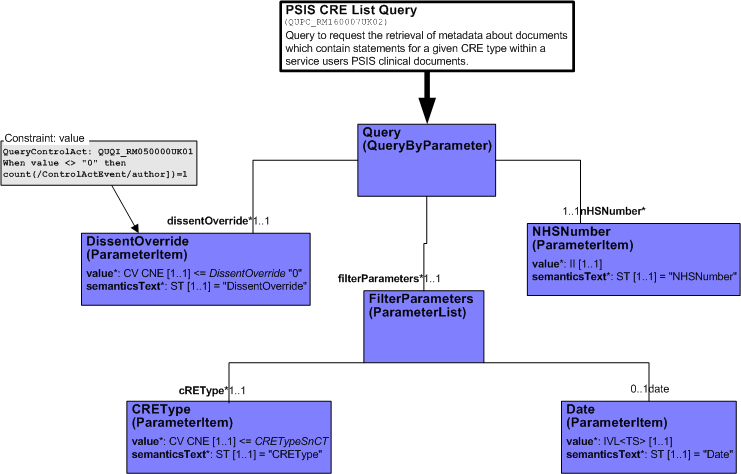 PSIS CRE List Query
(QUPC_RM160007UK02)
Query to request the retrieval of metadata about documents
which contain statements for a given CRE type within a
service users PSIS clinical documents.
Constraint: value
QueryControlAct: QUQI_RM050000UK01
When value <> "0" then
count(/ControlActEvent/author])=1
Query
(QueryByParameter)
dissentOverride*1..1
1..1nHSNumber*
DissentOverride
(ParameterItem)
value*: CV CNE [1..1] <= DissentOverride "0"
semanticsText*: ST [1..1] = "DissentOverride"
NHSNumber
(ParameterItem)
value*: II [1..1]
semanticsText*: ST [1..1] = "NHSNumber"
filterParameters*1..1
FilterParameters
(ParameterList)
cREType*1..1
0..1date
CREType
(ParameterItem)
value*: CV CNE [1..1] <= CRETypeSnCT
semanticsText*: ST [1..1] = "CREType"
Date
(ParameterItem)
value*: IVL<TS> [1..1]
semanticsText*: ST [1..1] = "Date"